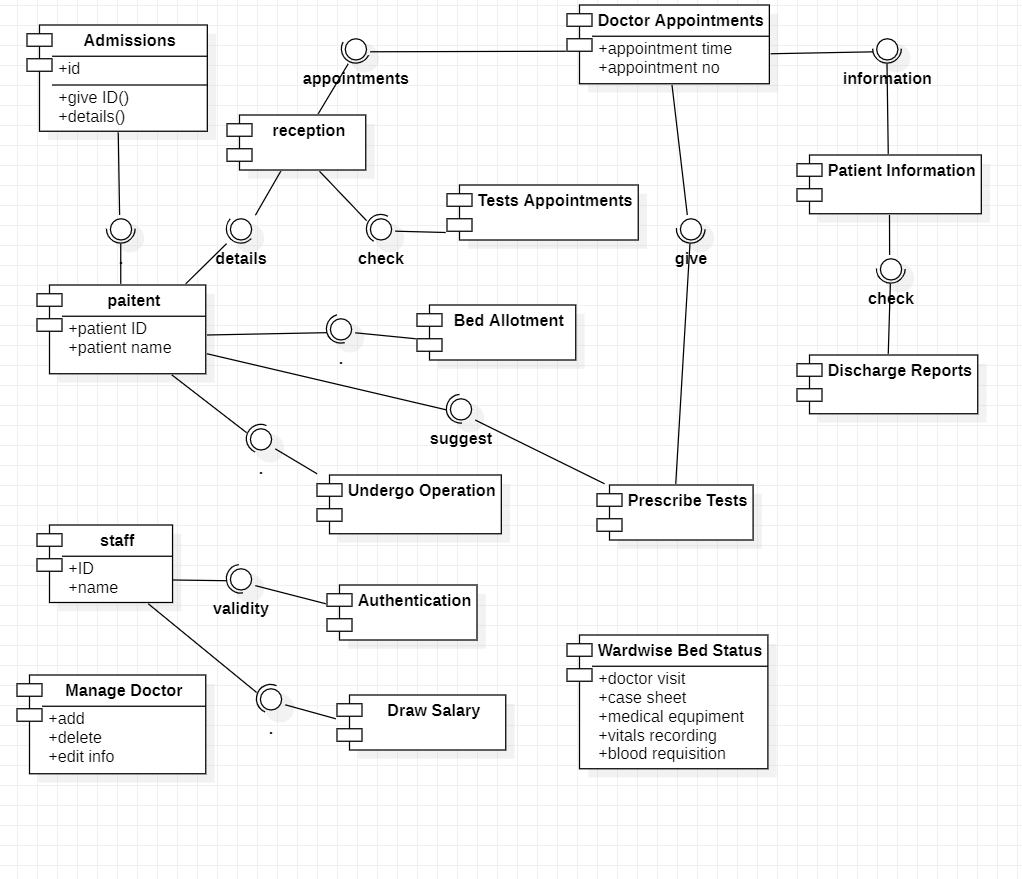 Admissions
+id
+give ID()
+details()
Doctor Appointments
+appointment time
+appointment no
appointments
information
reception
Patient Information
Tests Appointments
details
check
give
.
check
paitent
+patient ID
+patient name
Bed Allotment
.
Discharge Reports
suggest
.
Undergo Operation
Prescribe Tests
staff
+ID
+name
validity
Authentication
Wardwise Bed Status
+doctor visit
+case sheet
+medical equpiment
+vitals recording
+blood requisition
Manage Doctor
+add
+delete
+edit info
.
Draw Salary